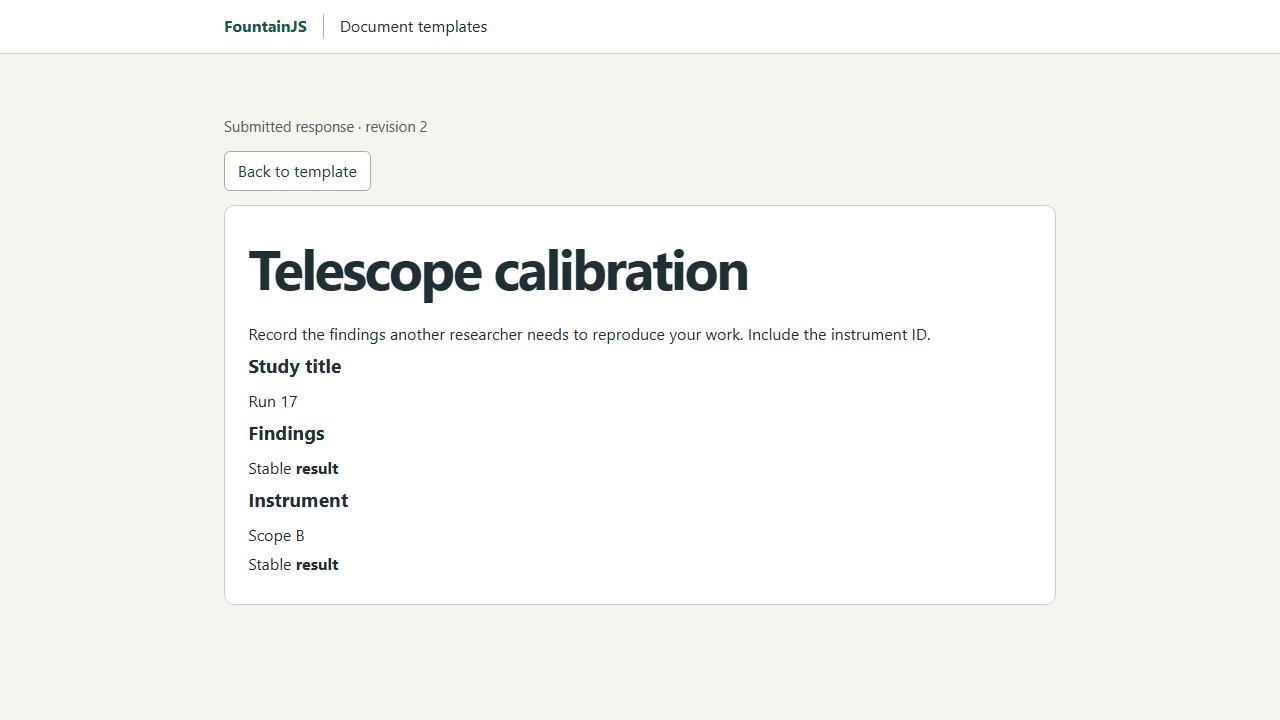 FountainJS
Document templates
Submitted response · revision 2
Back to template
Telescope calibration
Record the findings another researcher needs to reproduce your work. Include the instrument ID.
Study title
Run 17
Findings
Stable result
Instrument
Scope B
Stable result